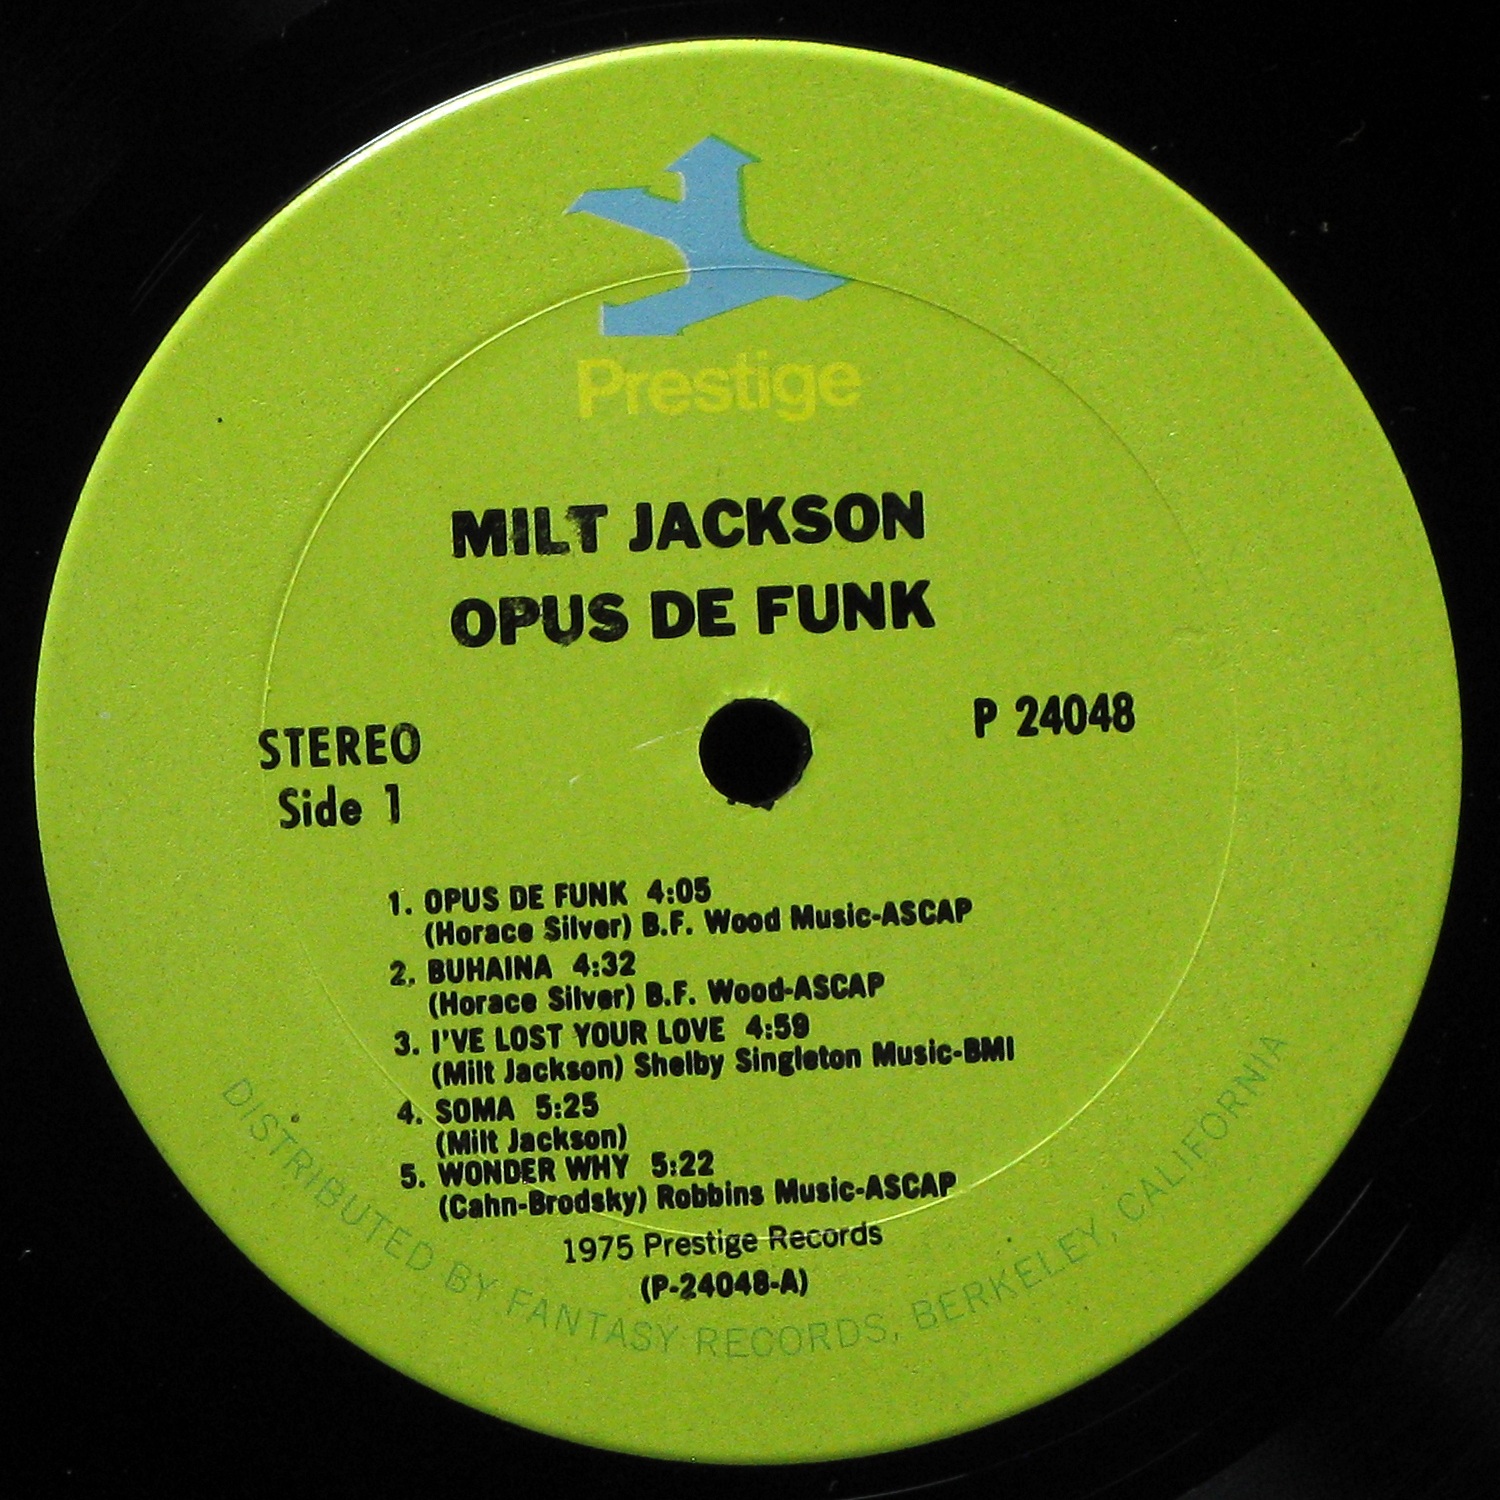 Prestige
MILT JACKSON
OPUS DE FUNK
STEREO
Side 1
P 24048
1. OPUS DE FUNK 4:05
(Horace Silver) B.F. Wood Music-ASCAP
2. BUHAINA 4:32
(Horace Silver) B.F. Wood-ASCAP
3. I'VE LOST YOUR LOVE 4:59
(Milt Jackson) Shelby Singleton Music-BMI
4. SOMA 5:25
(Milt Jackson)
5. WONDER WHY 5:22
(Cahn-Brodsky) Robbins Music-ASCAP
1975 Prestige Records
(P-24048-A)
DISTRIBUTED BY FANTASY RECORDS, BERKELEY, CALIFORNIA